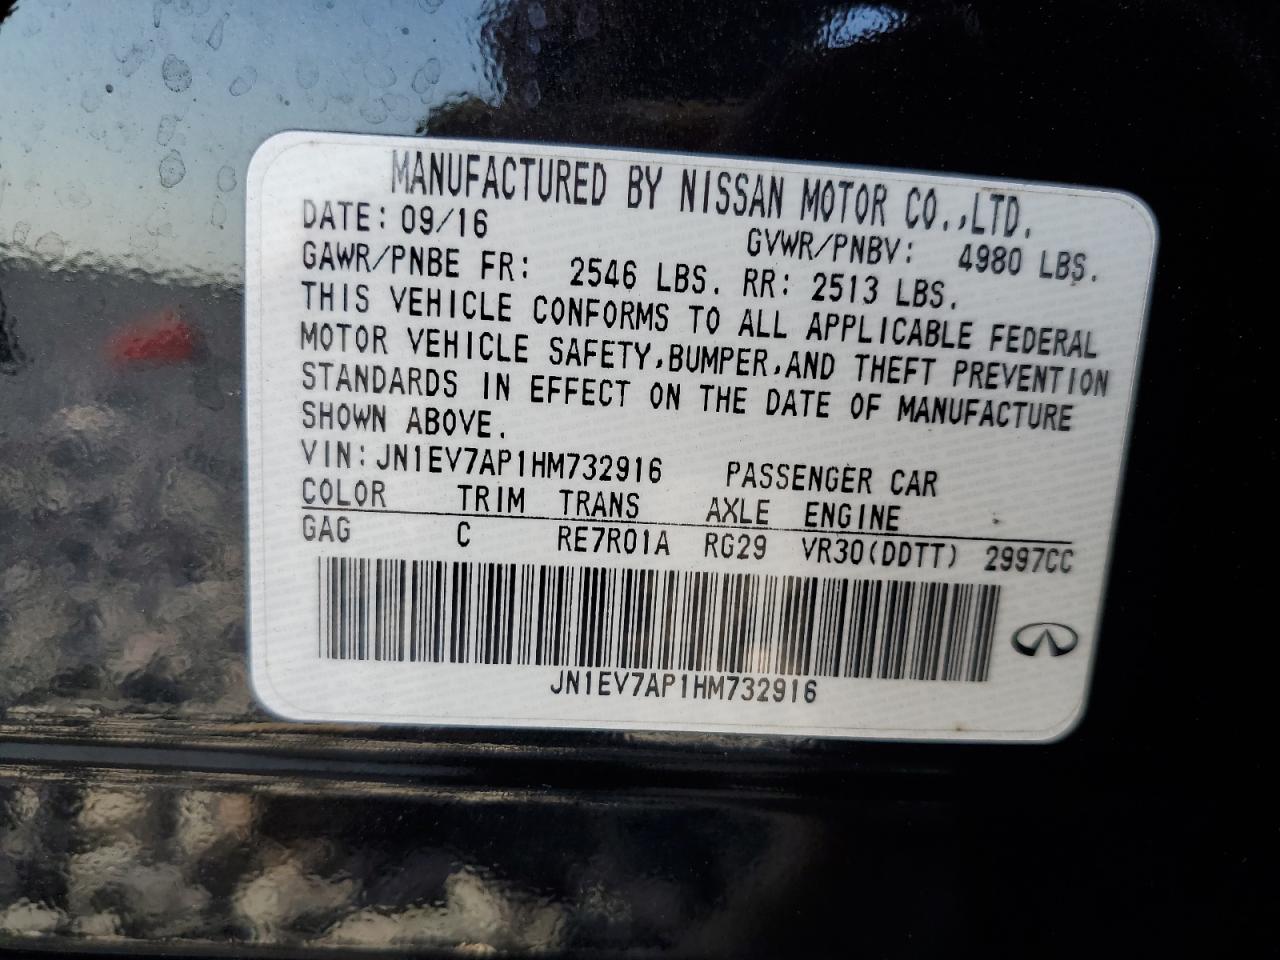 MANUFACTURED BY NISSAN MOTOR CO.,LTD.
DATE: 09/16 GVWR/PNBV: 4980 LBS.
GAWR/PNBE FR: 2546 LBS. RR: 2513 LBS.
THIS VEHICLE CONFORMS TO ALL APPLICABLE FEDERAL
MOTOR VEHICLE SAFETY,BUMPER,AND THEFT PREVENTION
STANDARDS IN EFFECT ON THE DATE OF MANUFACTURE
SHOWN ABOVE.
VIN:JN1EV7AP1HM732916 PASSENGER CAR
COLOR TRIM TRANS AXLE ENGINE
GAG C RE7R01A RG29 VR30(DDTT) 2997CC
JN1EV7AP1HM732916